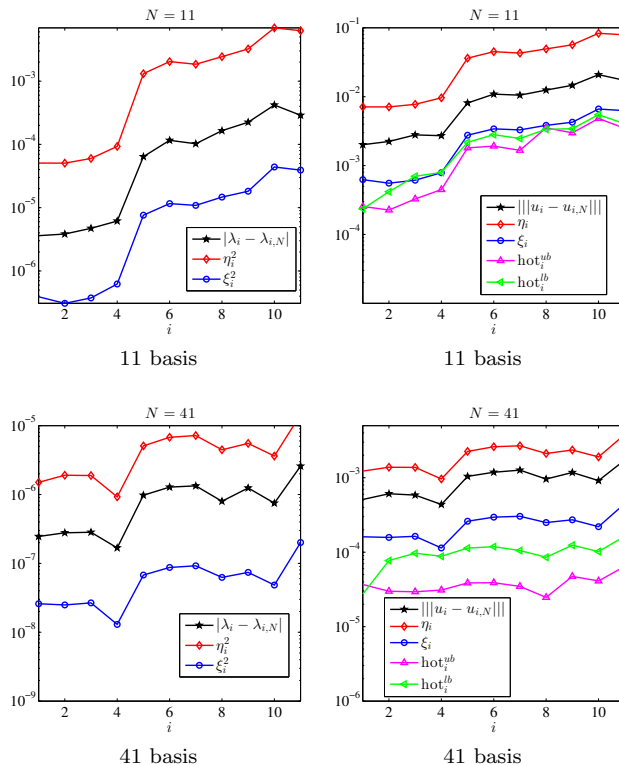 N = 11
10^{-3}
10^{-4}
10^{-5}
10^{-6}
|λ_i − λ_{i,N}|
η_i^2
ξ_i^2
2 4 6 8 10
i
11 basis
N = 11
10^{-1}
10^{-2}
10^{-3}
10^{-4}
|||u_i − u_{i,N}|||
η_i
ξ_i
hot_i^{ub}
hot_i^{lb}
2 4 6 8 10
i
11 basis
N = 41
10^{-5}
10^{-6}
10^{-7}
10^{-8}
10^{-9}
|λ_i − λ_{i,N}|
η_i^2
ξ_i^2
2 4 6 8 10
i
41 basis
N = 41
10^{-3}
10^{-4}
10^{-5}
10^{-6}
|||u_i − u_{i,N}|||
η_i
ξ_i
hot_i^{ub}
hot_i^{lb}
2 4 6 8 10
i
41 basis